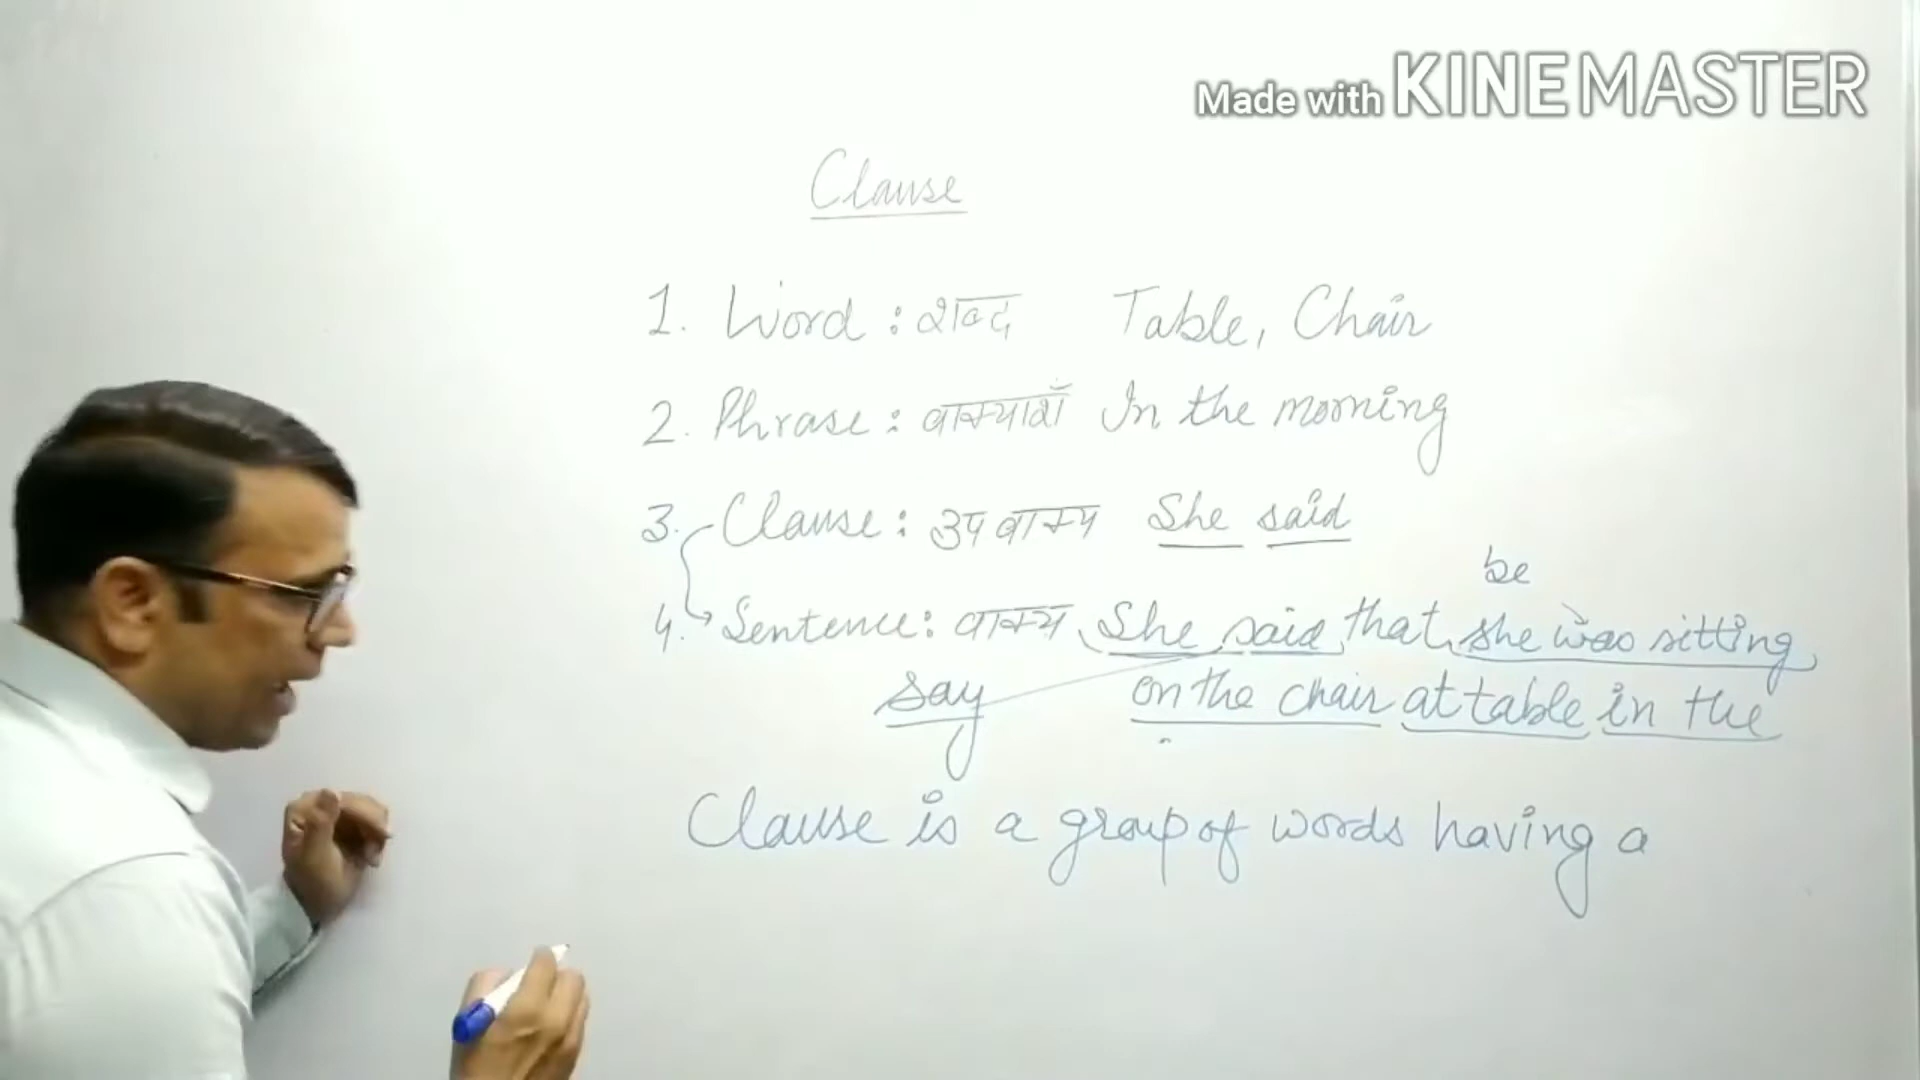 Made with KINEMASTER
Clause
1. Word : शब्द Table, Chair
2. Phrase : वाक्यांश In the morning
3. Clause : उपवाक्य She said
be
4. Sentence : वाक्य She said that she was sitting
say on the chair at table in the
Clause is a group of words having a